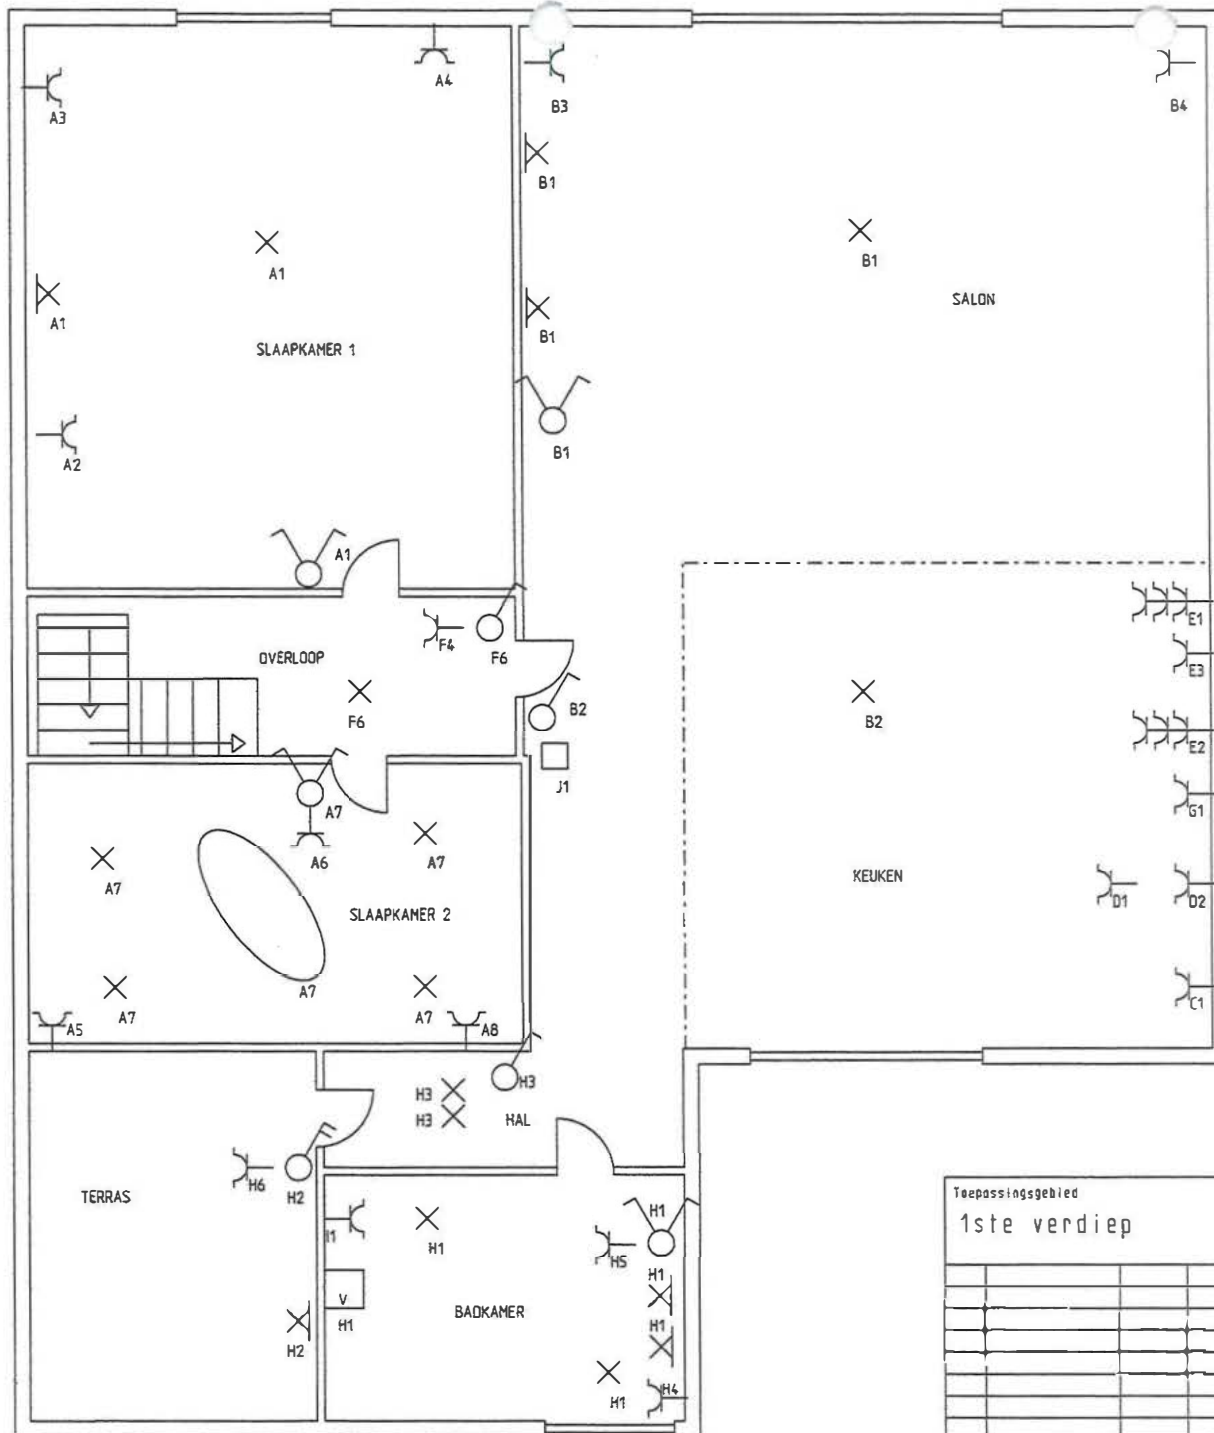 A4
B3
B4
A3
B1
A1
B1
SALON
A1
B1
SLAAPKAMER 1
B1
A2
A1
E1
F4
F6
OVERLOOP
E3
B2
F6
B2
E2
J1
A7
G1
A6
A7
A7
KEUKEN
D1
D2
SLAAPKAMER 2
A7
A7
A7
C1
A5
A8
H3
H3
H3
HAL
H6
H2
TERRAS
Toepassingsgebied
1ste verdiep
H1
I1
H1
H5
H1
V
H1
BADKAMER
H1
H2
H4
H1